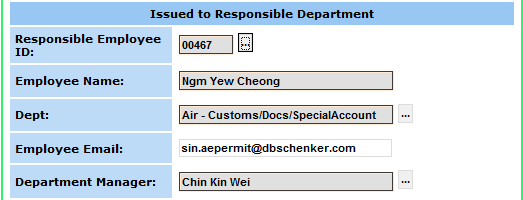 Issued to Responsible Department
Responsible Employee ID: 00467 ...
Employee Name: Ngm Yew Cheong
Dept: Air - Customs/Docs/SpecialAccount ...
Employee Email: sin.aepermit@dbschenker.com
Department Manager: Chin Kin Wei ...